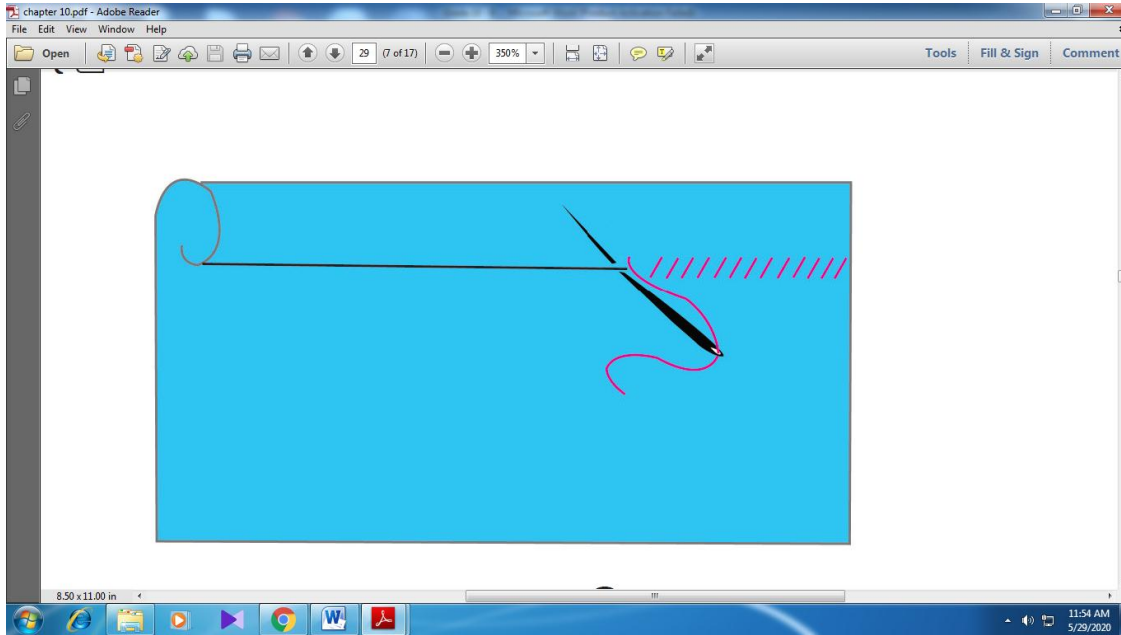 chapter 10.pdf - Adobe Reader
File Edit View Window Help
Open 29 (7 of 17) 350% Tools Fill & Sign Comment
8.50 x 11.00 in
11:54 AM
5/29/2020